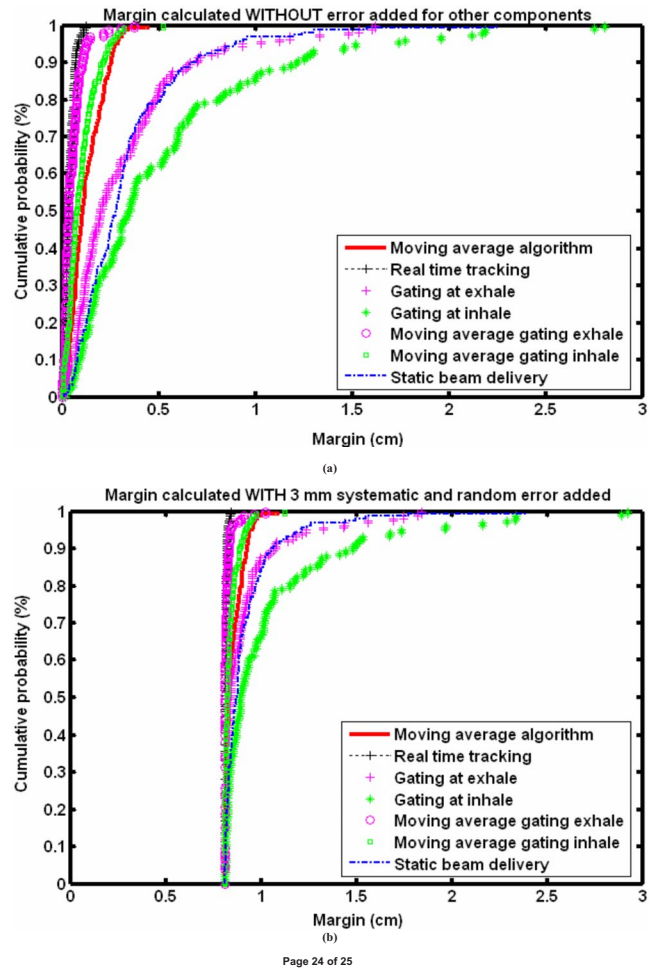 Margin calculated WITHOUT error added for other components
Cumulative probability (%)
1
0.9
0.8
0.7
0.6
0.5
0.4
0.3
0.2
0.1
0
Moving average algorithm
Real time tracking
Gating at exhale
Gating at inhale
Moving average gating exhale
Moving average gating inhale
Static beam delivery
0 0.5 1 1.5 2 2.5 3
Margin (cm)
(a)
Margin calculated WITH 3 mm systematic and random error added
Cumulative probability (%)
1
0.9
0.8
0.7
0.6
0.5
0.4
0.3
0.2
0.1
0
Moving average algorithm
Real time tracking
Gating at exhale
Gating at inhale
Moving average gating exhale
Moving average gating inhale
Static beam delivery
0 0.5 1 1.5 2 2.5 3
Margin (cm)
(b)
Page 24 of 25